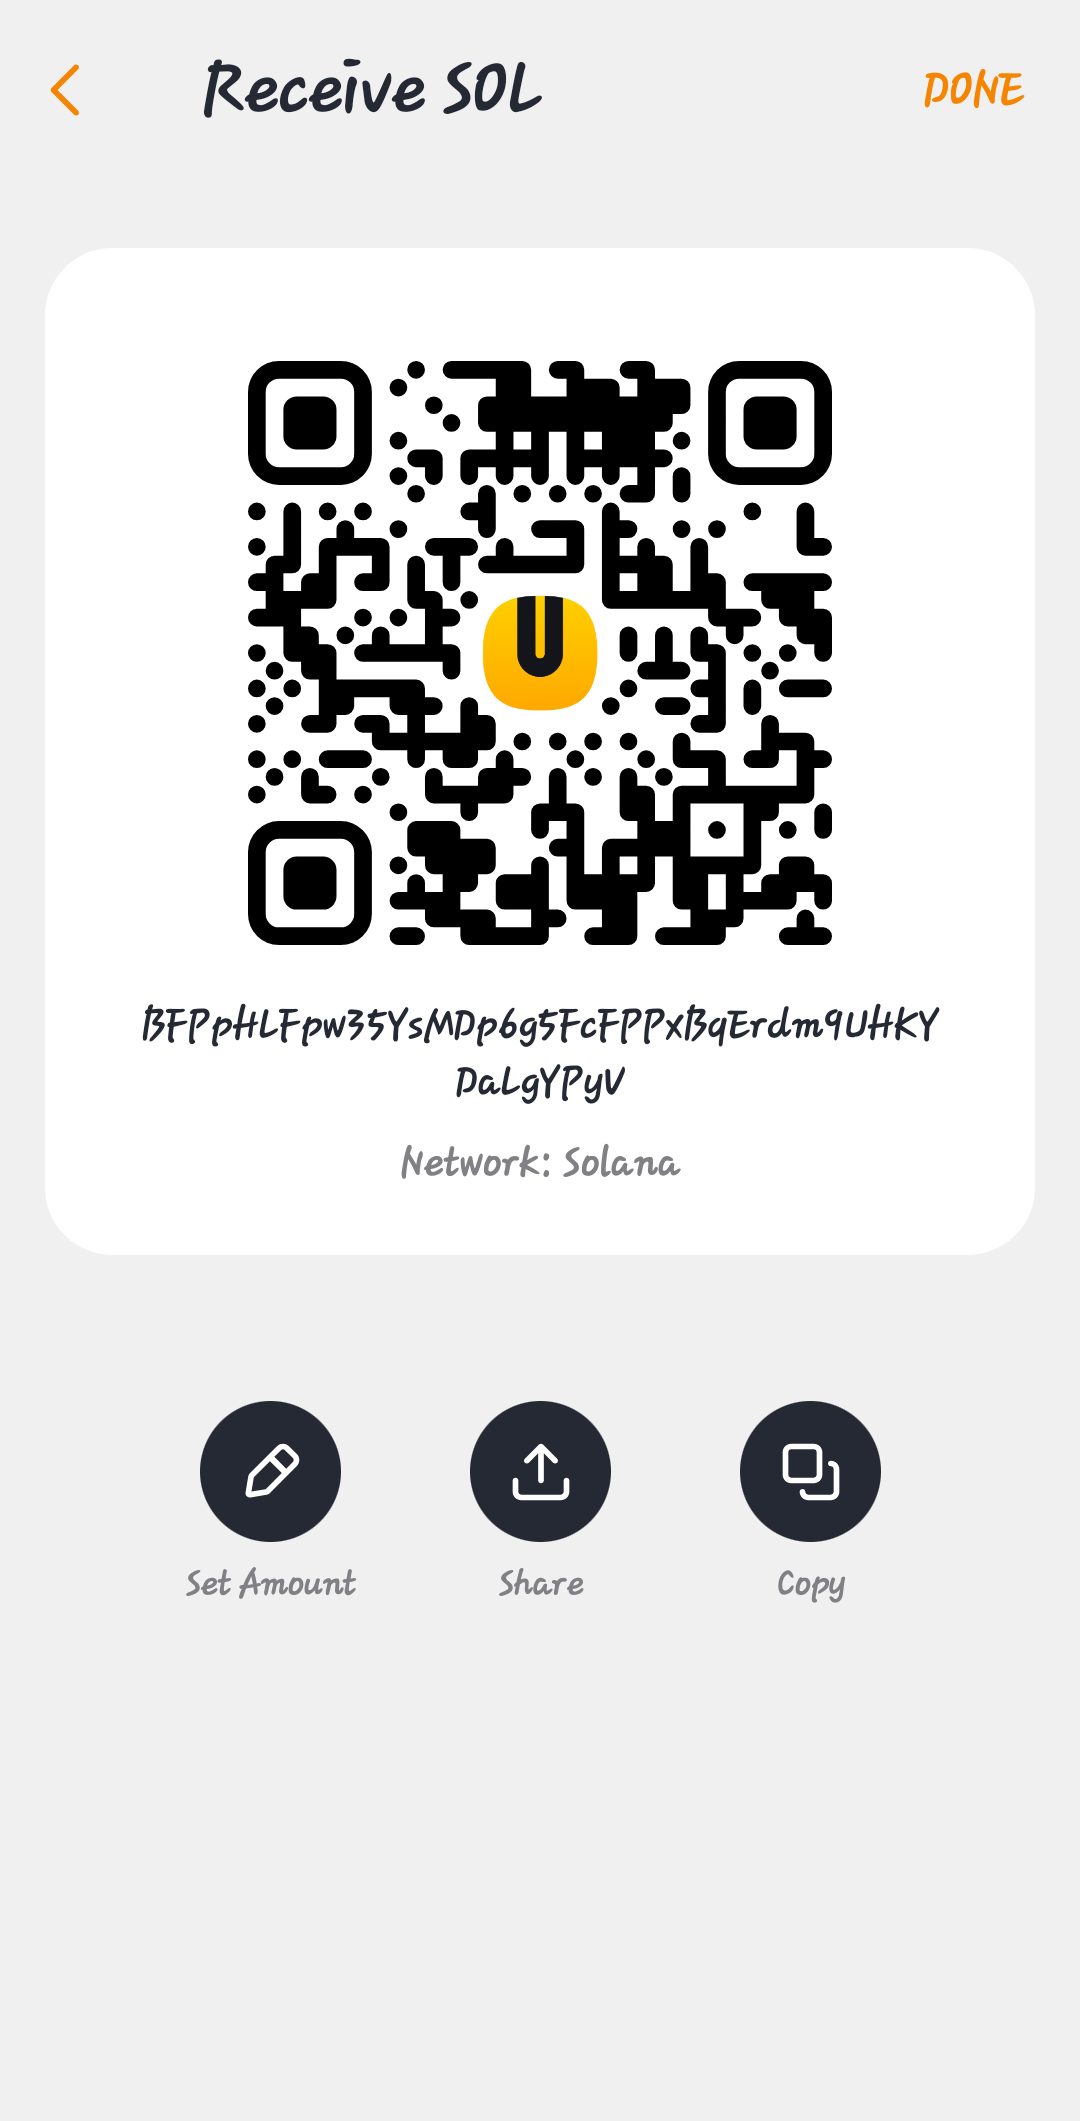 Receive SOL
DONE
U
BFPpHLFpw35YsMDp6g5FcFPPxBqErdm9UHKY
DaLgYPyV
Network: Solana
Set Amount
Share
Copy